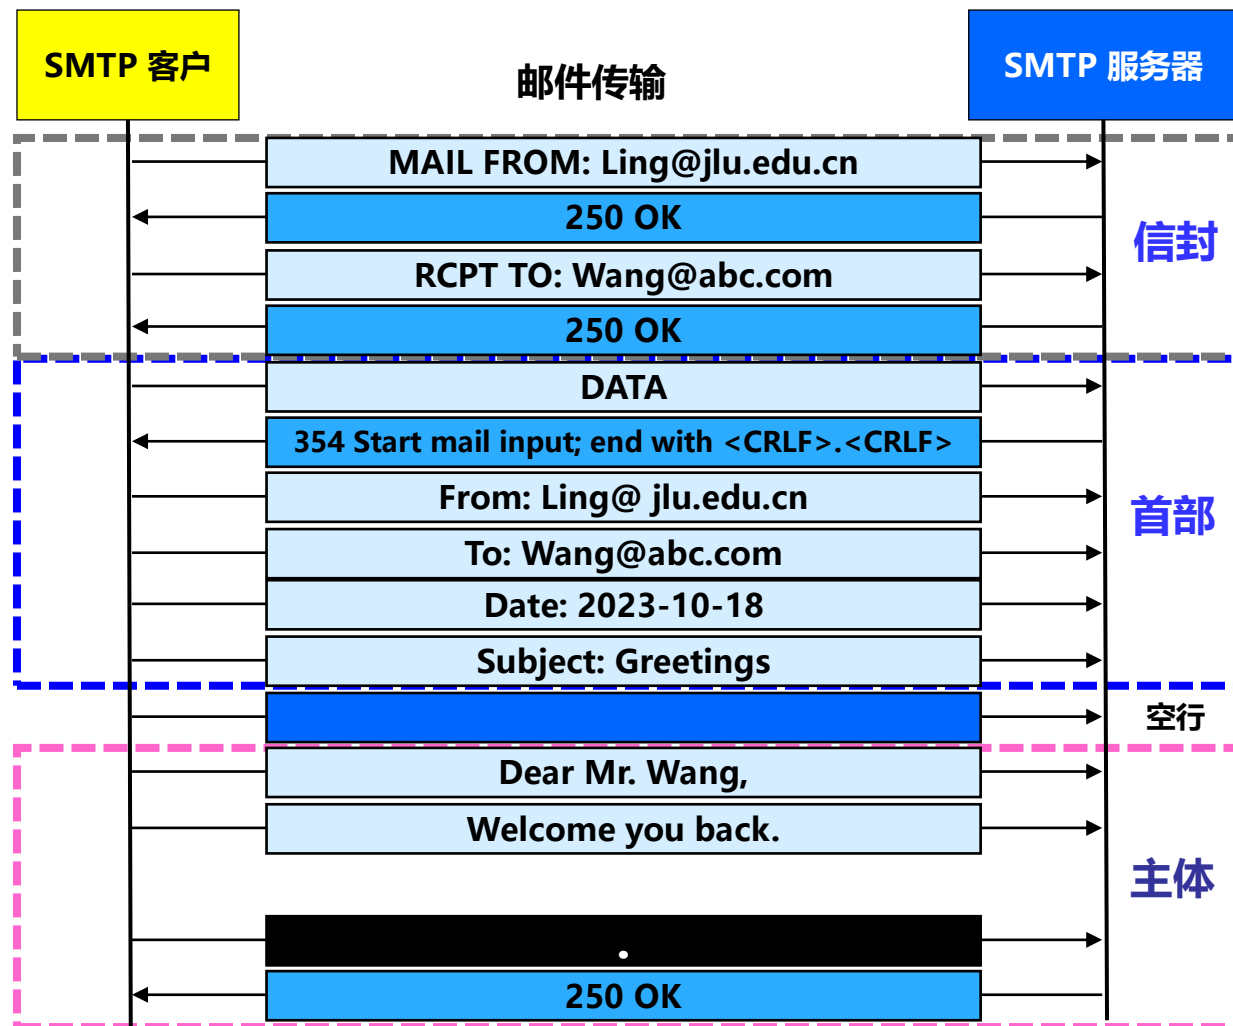 SMTP 客户
邮件传输
SMTP 服务器
MAIL FROM: Ling@jlu.edu.cn
250 OK
信封
RCPT TO: Wang@abc.com
250 OK
DATA
354 Start mail input; end with <CRLF>.<CRLF>
From: Ling@ jlu.edu.cn
首部
To: Wang@abc.com
Date: 2023-10-18
Subject: Greetings
空行
Dear Mr. Wang,
Welcome you back.
主体
.
250 OK